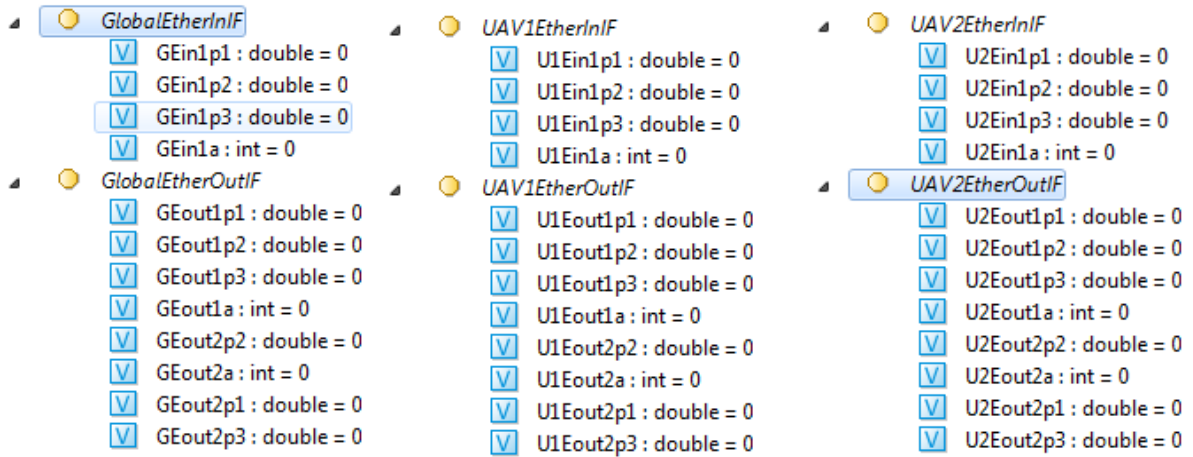 GlobalEtherInIF
GEin1p1 : double = 0
GEin1p2 : double = 0
GEin1p3 : double = 0
GEin1a : int = 0
GlobalEtherOutIF
GEout1p1 : double = 0
GEout1p2 : double = 0
GEout1p3 : double = 0
GEout1a : int = 0
GEout2p2 : double = 0
GEout2a : int = 0
GEout2p1 : double = 0
GEout2p3 : double = 0
UAV1EtherInIF
U1Ein1p1 : double = 0
U1Ein1p2 : double = 0
U1Ein1p3 : double = 0
U1Ein1a : int = 0
UAV1EtherOutIF
U1Eout1p1 : double = 0
U1Eout1p2 : double = 0
U1Eout1p3 : double = 0
U1Eout1a : int = 0
U1Eout2p2 : double = 0
U1Eout2a : int = 0
U1Eout2p1 : double = 0
U1Eout2p3 : double = 0
UAV2EtherInIF
U2Ein1p1 : double = 0
U2Ein1p2 : double = 0
U2Ein1p3 : double = 0
U2Ein1a : int = 0
UAV2EtherOutIF
U2Eout1p1 : double = 0
U2Eout1p2 : double = 0
U2Eout1p3 : double = 0
U2Eout1a : int = 0
U2Eout2p2 : double = 0
U2Eout2a : int = 0
U2Eout2p1 : double = 0
U2Eout2p3 : double = 0